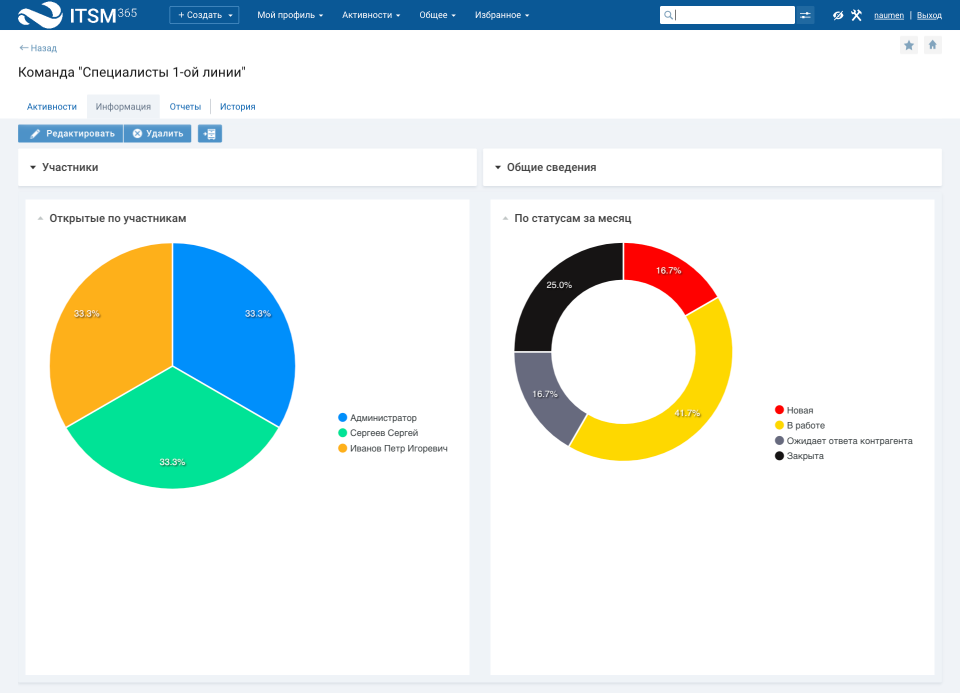 ITSM 365 + Создать Мой профиль Активности Общее Избранное naumen | Выход
Назад
Команда "Специалисты 1-ой линии"
Активности Информация Отчеты История
Редактировать Удалить
Участники
Общие сведения
Открытые по участникам
33.3%
33.3%
33.3%
Администратор
Сергеев Сергей
Иванов Петр Игоревич
По статусам за месяц
16.7%
25.0%
16.7%
41.7%
Новая
В работе
Ожидает ответа контрагента
Закрыта